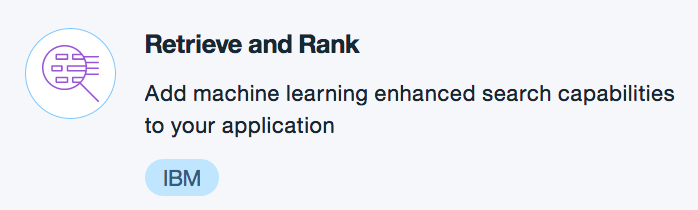 Retrieve and Rank
Add machine learning enhanced search capabilities
to your application
IBM